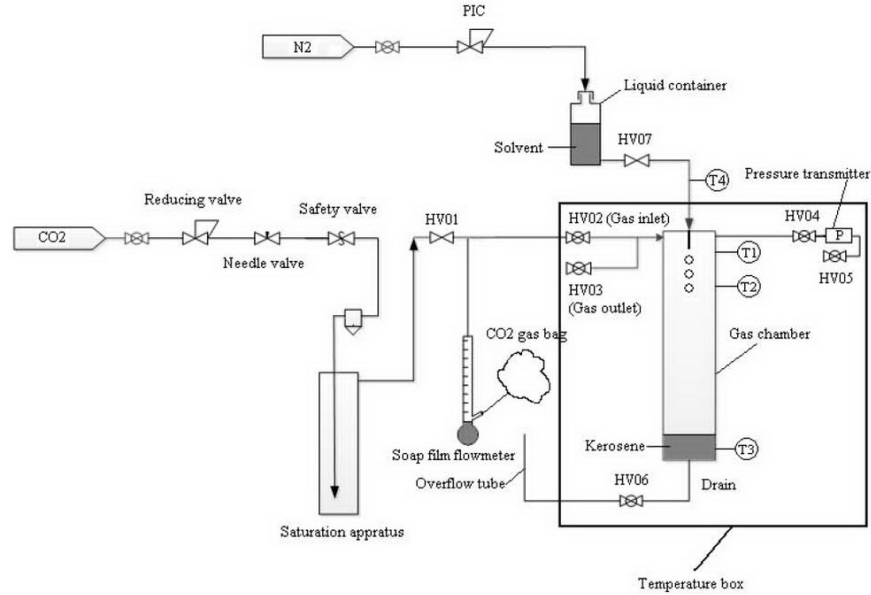 PIC
N2
Liquid container
Solvent
HV07
T4
Pressure transmitter
Reducing valve
Safety valve
HV01
HV02 (Gas inlet)
HV04
P
CO2
Needle valve
T1
HV05
HV03
(Gas outlet)
T2
CO2 gas bag
Gas chamber
Kerosene
T3
Soap film flowmeter
Overflow tube
HV06
Drain
Saturation appratus
Temperature box